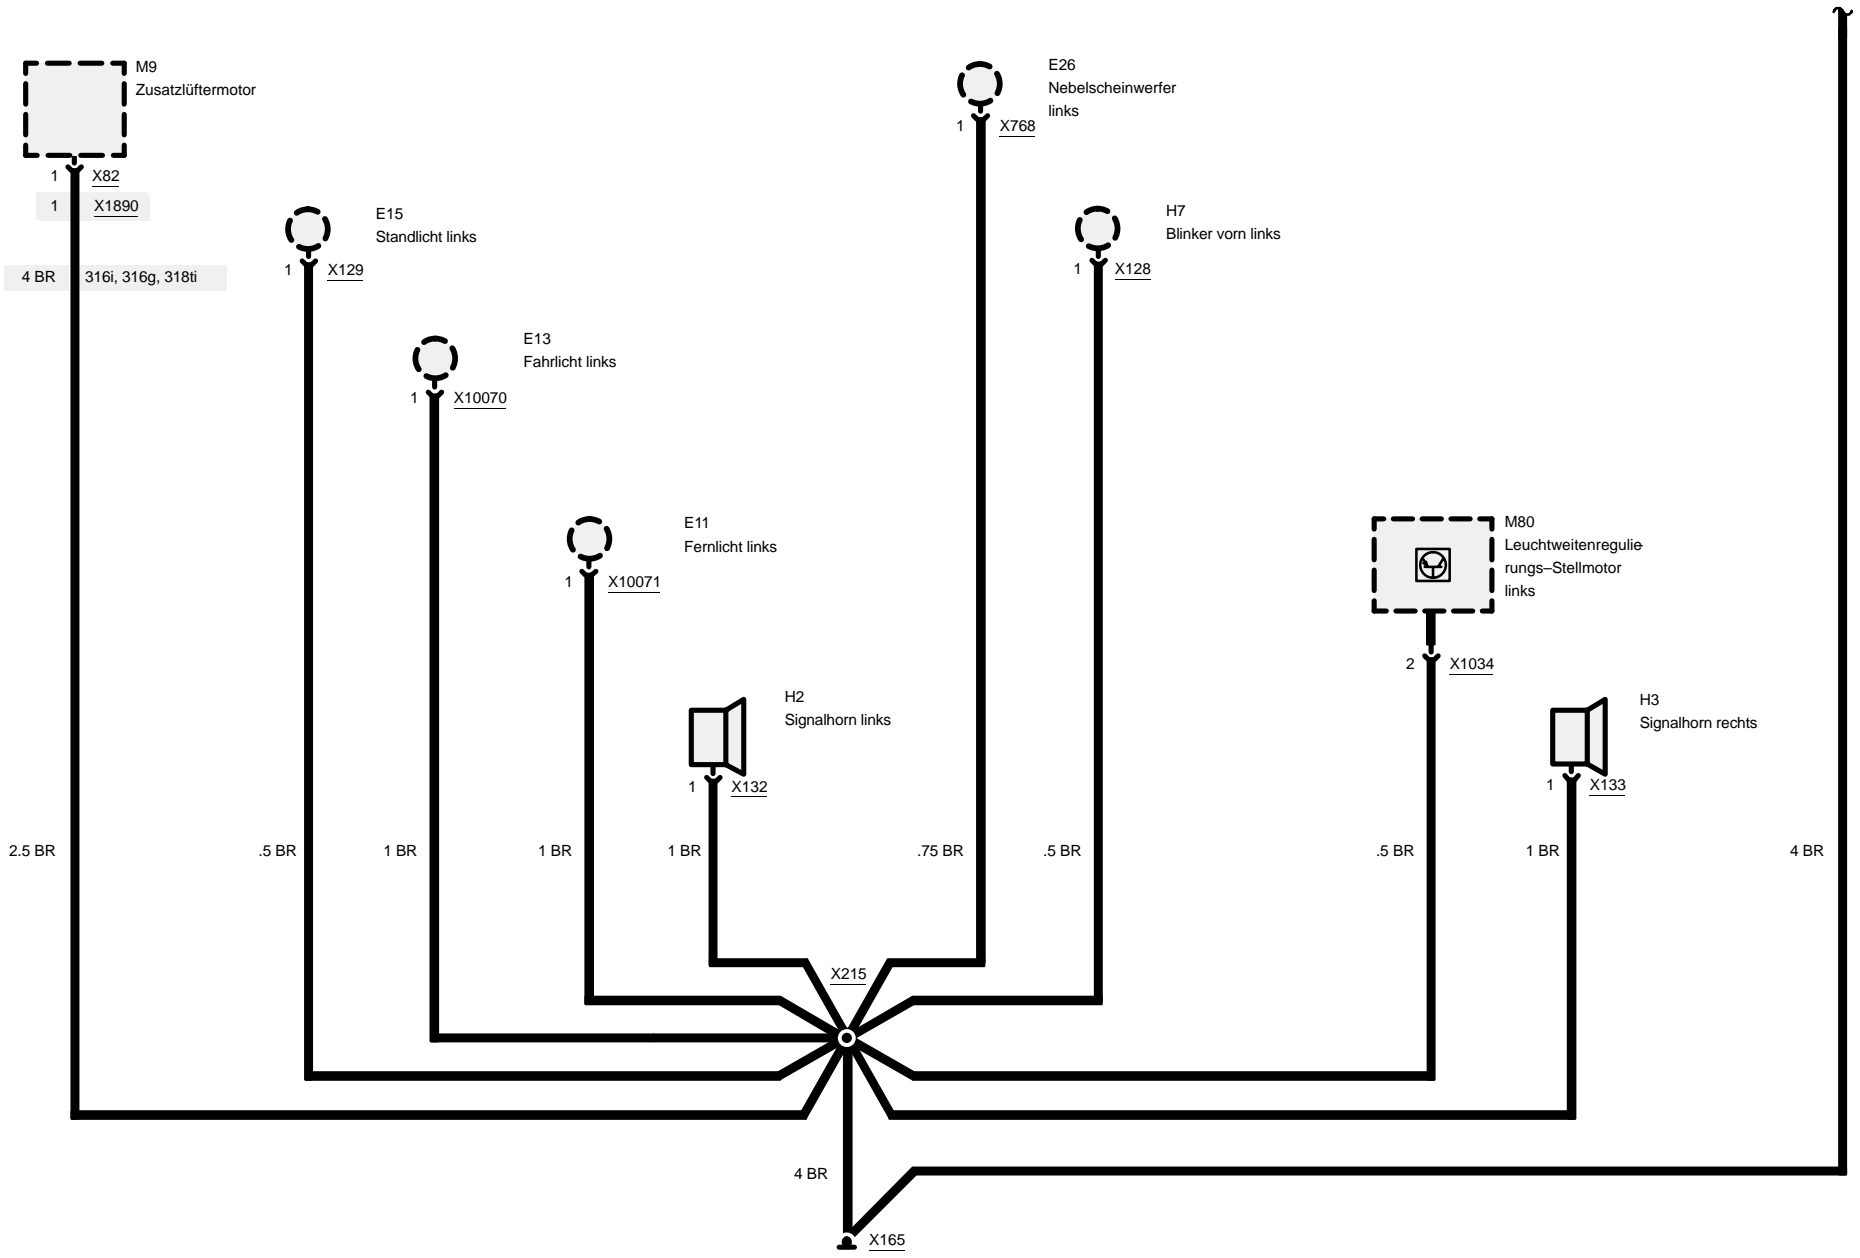 M9
Zusatzlüftermotor
1 X82
1 X1890
4 BR 316i, 316g, 318ti
E15
Standlicht links
1 X129
E13
Fahrlicht links
1 X10070
E11
Fernlicht links
1 X10071
H2
Signalhorn links
1 X132
E26
Nebelscheinwerfer
links
1 X768
H7
Blinker vorn links
1 X128
M80
Leuchtweitenregulie-
rungs–Stellmotor
links
2 X1034
H3
Signalhorn rechts
1 X133
2.5 BR .5 BR 1 BR 1 BR 1 BR .75 BR .5 BR .5 BR 1 BR 4 BR
X215
4 BR
X165